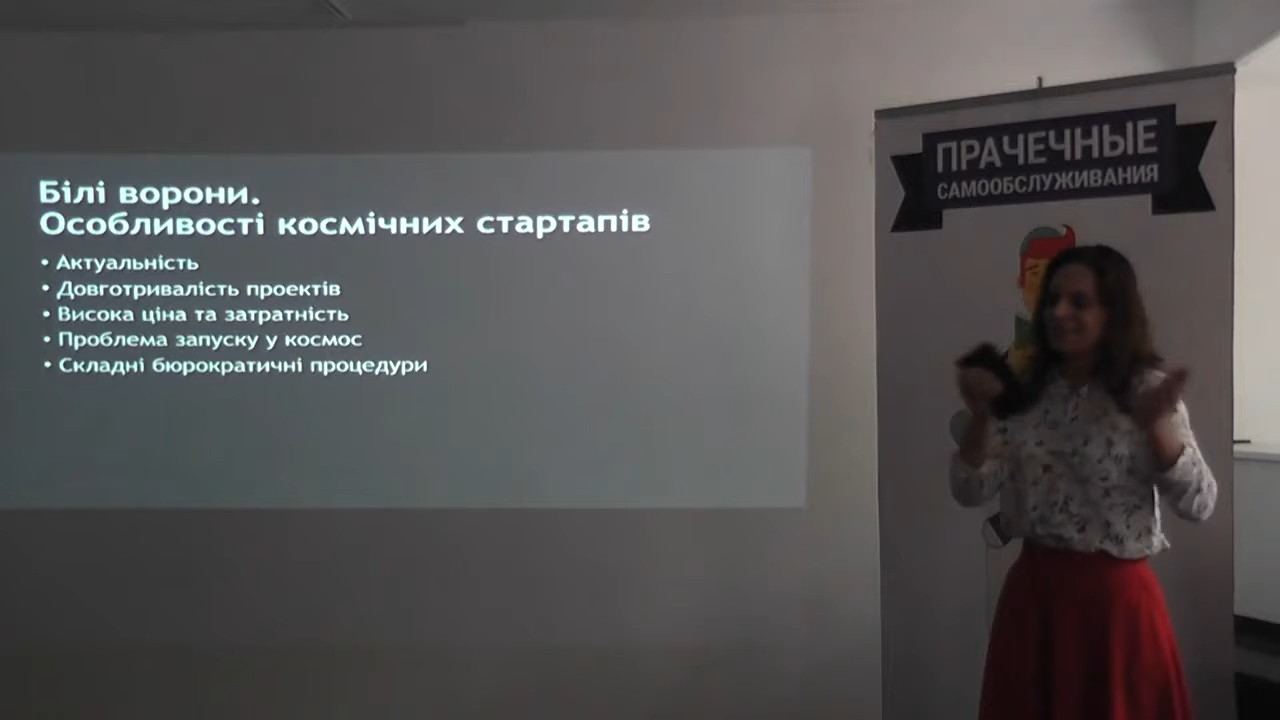 Білі ворони.
Особливості космічних стартапів
• Актуальність
• Довготривалість проектів
• Висока ціна та затратність
• Проблема запуску у космос
• Складні бюрократичні процедури
ПРАЧЕЧНЫЕ
САМООБСЛУЖИВАНИЯ